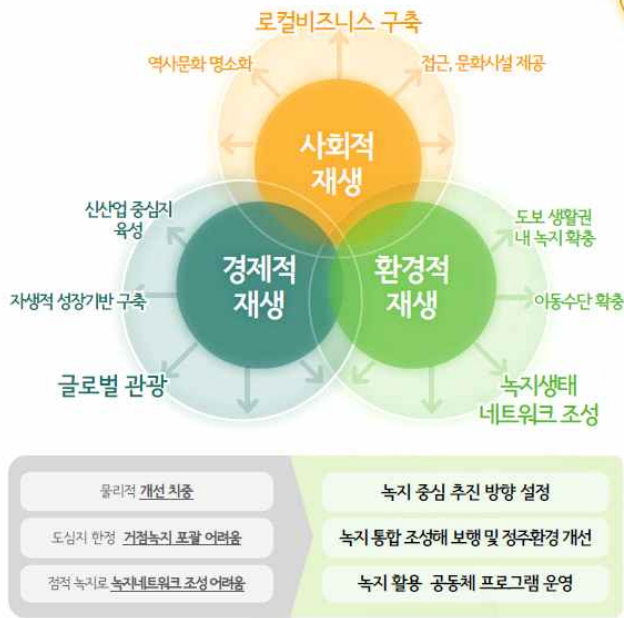 로컬비즈니스 구축
역사문화 명소화
접근, 문화시설 제공
사회적
재생
신산업 중심지
육성
도보 생활권
내 녹지 확충
경제적
재생
환경적
재생
자생적 성장기반 구축
이동수단 확충
글로벌 관광
녹지생태
네트워크 조성
물리적 개선 치중
녹지 중심 추진 방향 설정
도심지 한정 거점녹지 포괄 어려움
녹지 통합 조성해 보행 및 정주환경 개선
점적 녹지로 녹지네트워크 조성 어려움
녹지 활용 공동체 프로그램 운영